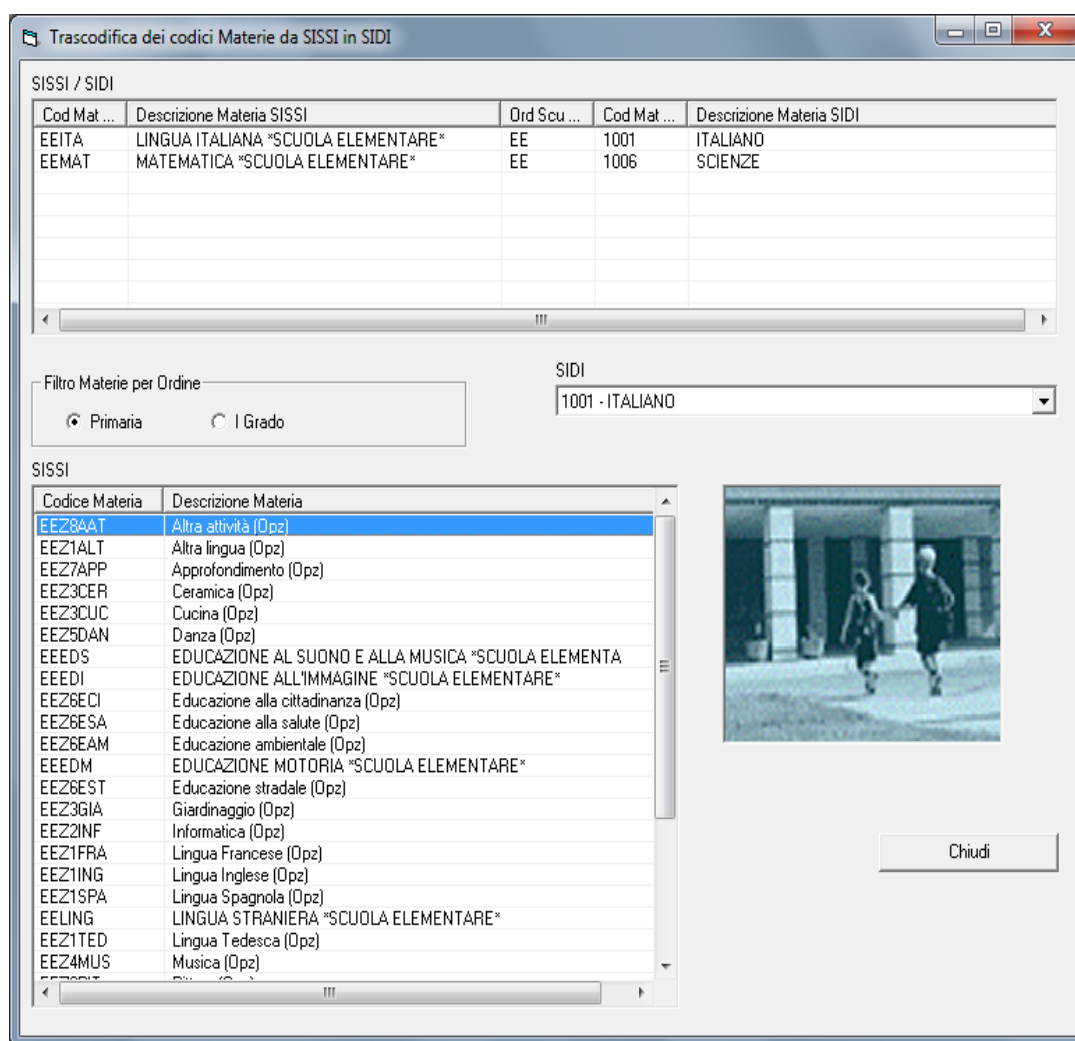 Trascodifica dei codici Materie da SISSI in SIDI
SISSI / SIDI
Cod Mat ... Descrizione Materia SISSI Ord Scu ... Cod Mat ... Descrizione Materia SIDI
EEITA LINGUA ITALIANA *SCUOLA ELEMENTARE* EE 1001 ITALIANO
EEMAT MATEMATICA *SCUOLA ELEMENTARE* EE 1006 SCIENZE
Filtro Materie per Ordine
Primaria I Grado
SIDI
1001 - ITALIANO
SISSI
Codice Materia Descrizione Materia
EEZ8AAT Altra attività (Opz)
EEZ1ALT Altra lingua (Opz)
EEZ7APP Approfondimento (Opz)
EEZ3CER Ceramica (Opz)
EEZ3CUC Cucina (Opz)
EEZ5DAN Danza (Opz)
EEEDS EDUCAZIONE AL SUONO E ALLA MUSICA *SCUOLA ELEMENTA
EEEDI EDUCAZIONE ALL'IMMAGINE *SCUOLA ELEMENTARE*
EEZ6ECI Educazione alla cittadinanza (Opz)
EEZ6ESA Educazione alla salute (Opz)
EEZ6EAM Educazione ambientale (Opz)
EEEDM EDUCAZIONE MOTORIA *SCUOLA ELEMENTARE*
EEZ6EST Educazione stradale (Opz)
EEZ3GIA Giardinaggio (Opz)
EEZ2INF Informatica (Opz)
EEZ1FRA Lingua Francese (Opz)
EEZ1ING Lingua Inglese (Opz)
EEZ1SPA Lingua Spagnola (Opz)
EELING LINGUA STRANIERA *SCUOLA ELEMENTARE*
EEZ1TED Lingua Tedesca (Opz)
EEZ4MUS Musica (Opz)
Chiudi